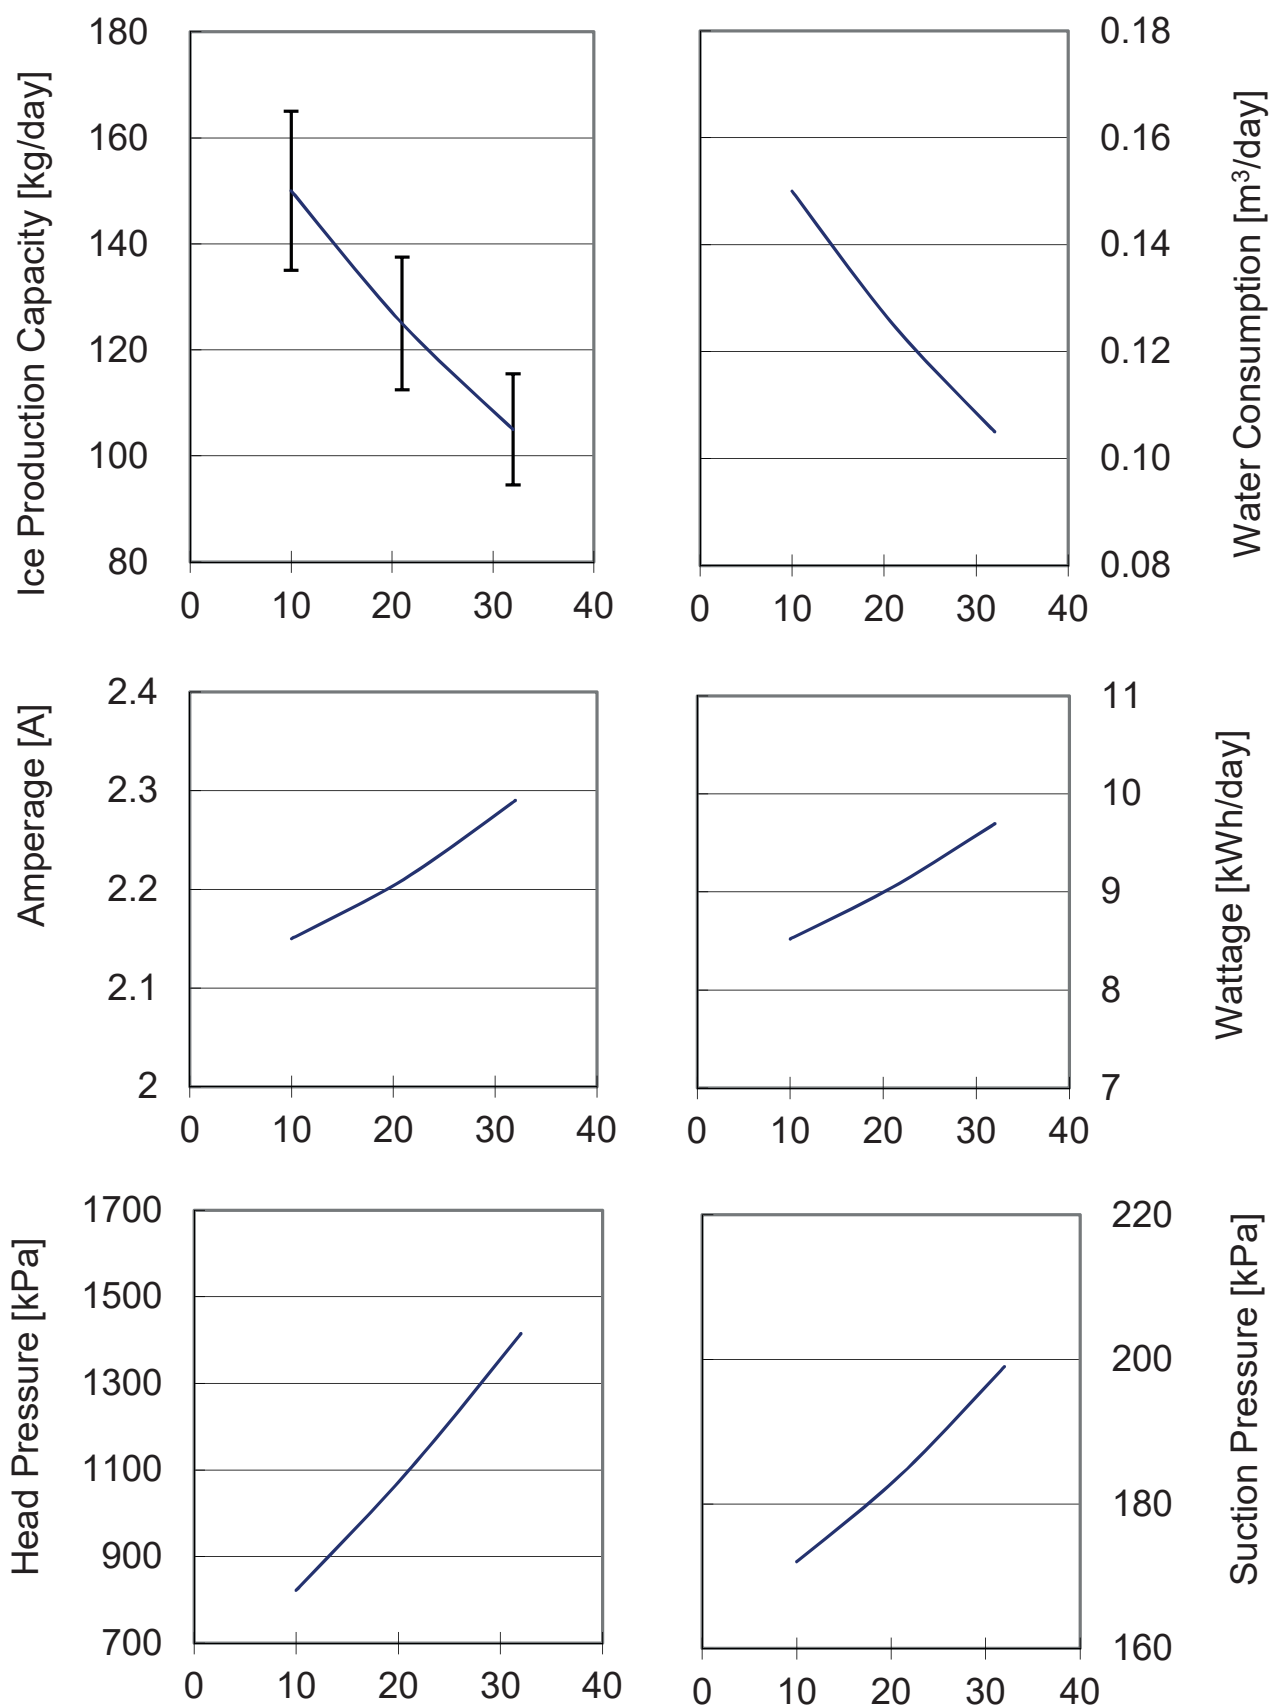 Ice Production Capacity [kg/day]
180
160
140
120
100
80
0 10 20 30 40
0.18
0.16
0.14
0.12
0.10
0.08
0 10 20 30 40
Water Consumption [m³/day]
Amperage [A]
2.4
2.3
2.2
2.1
2
0 10 20 30 40
11
10
9
8
7
0 10 20 30 40
Wattage [kWh/day]
Head Pressure [kPa]
1700
1500
1300
1100
900
700
0 10 20 30 40
220
200
180
160
0 10 20 30 40
Suction Pressure [kPa]